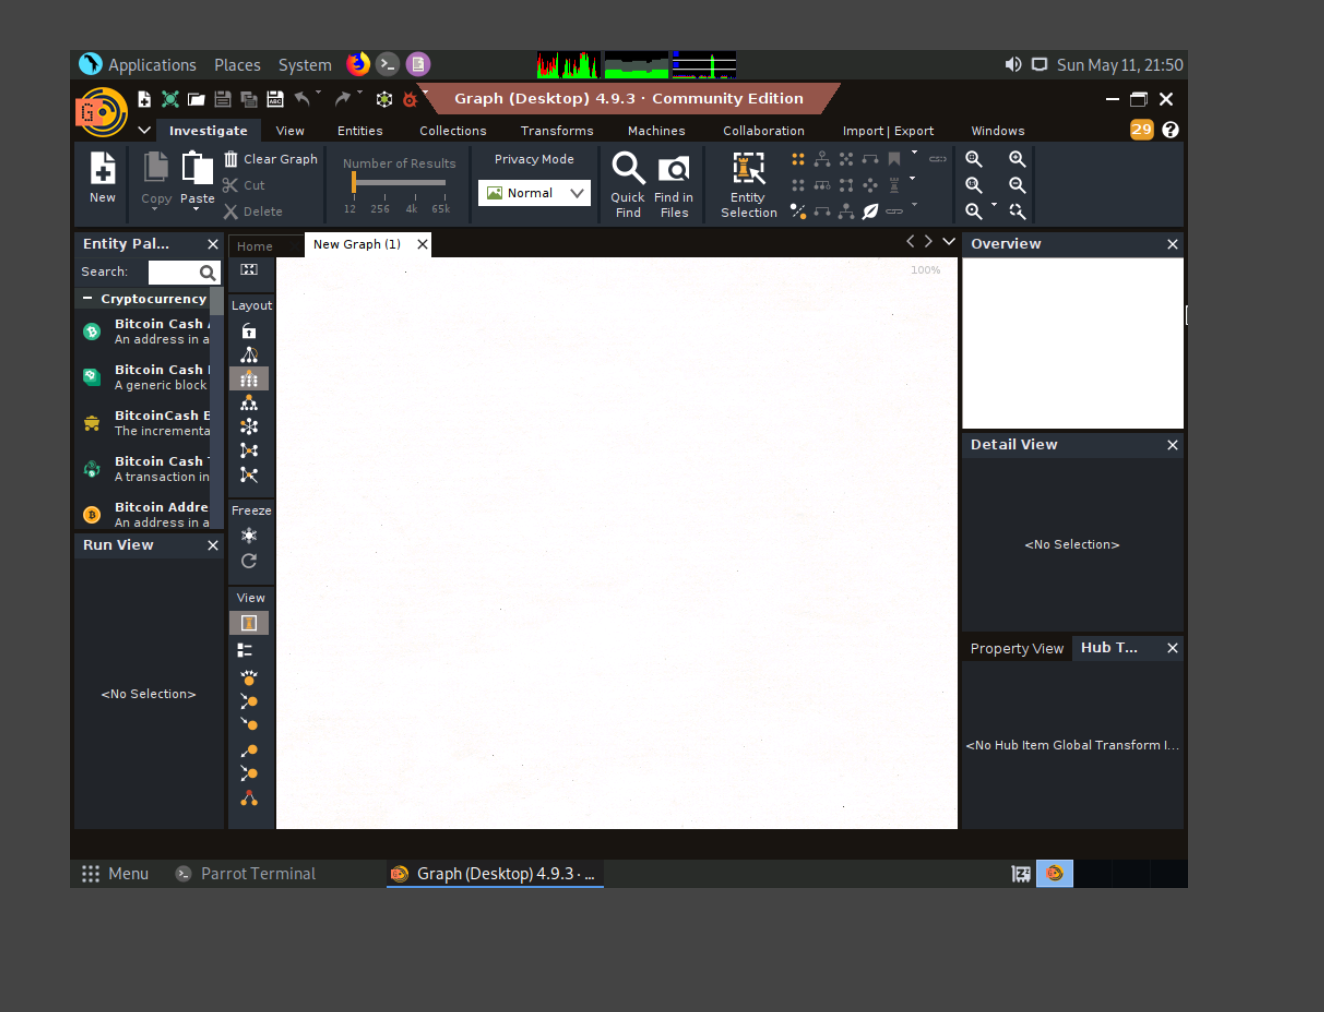 Applications Places System Sun May 11, 21:50
Graph (Desktop) 4.9.3 · Community Edition
Investigate View Entities Collections Transforms Machines Collaboration Import | Export Windows 29
New Copy Paste Clear Graph Cut Delete
Number of Results
12 256 4k 65k
Privacy Mode
Normal
Quick Find
Find in Files
Entity Selection
Entity Pal...
Home New Graph (1)
Overview
Search:
100%
Cryptocurrency
Bitcoin Cash
An address in a
Bitcoin Cash
A generic block
BitcoinCash E
The incrementa
Bitcoin Cash
A transaction in
Bitcoin Addre
An address in a
Layout
Freeze
View
Run View
<No Selection>
Detail View
<No Selection>
Property View Hub T...
<No Hub Item Global Transform I...
Menu Parrot Terminal Graph (Desktop) 4.9.3 · ...